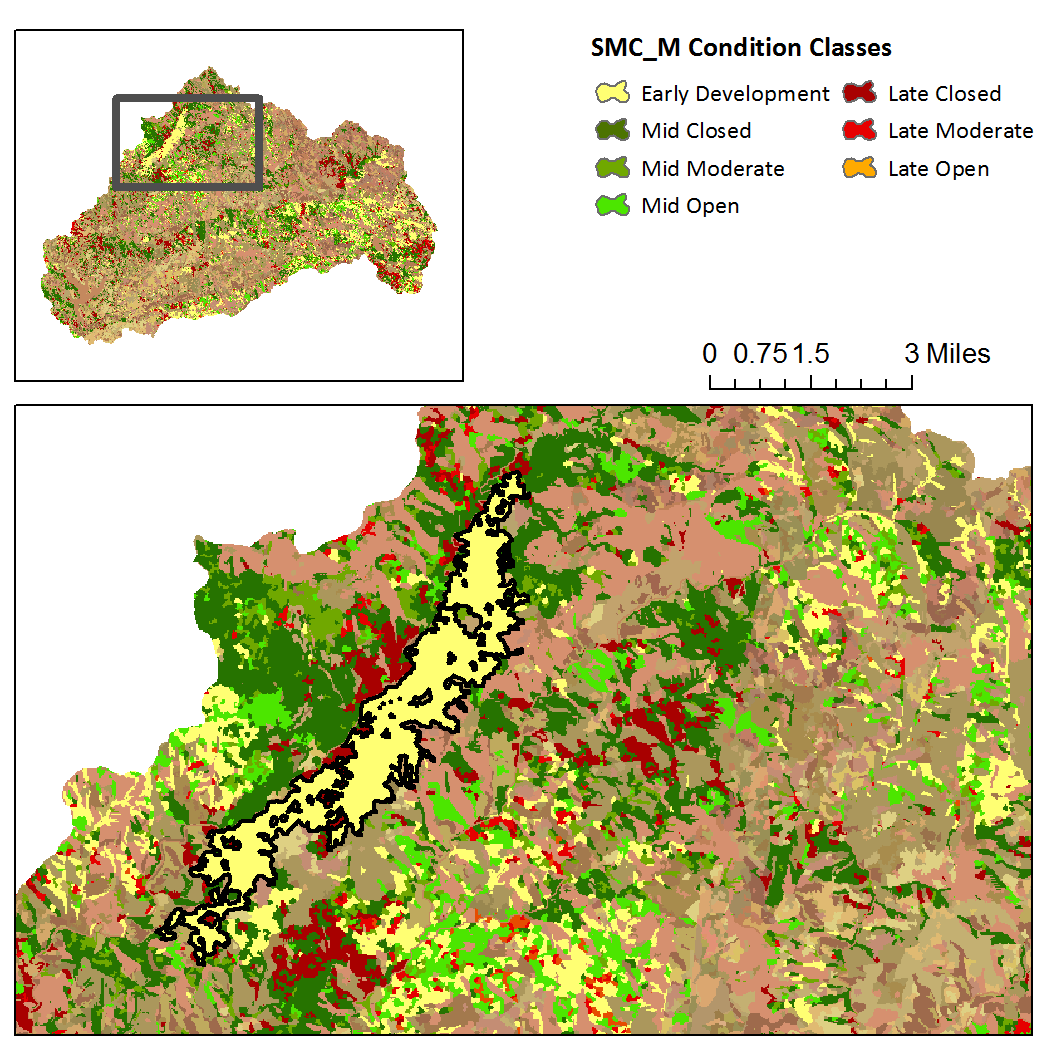 SMC_M Condition Classes
Early Development
Mid Closed
Mid Moderate
Mid Open
Late Closed
Late Moderate
Late Open
0 0.75 1.5 3 Miles